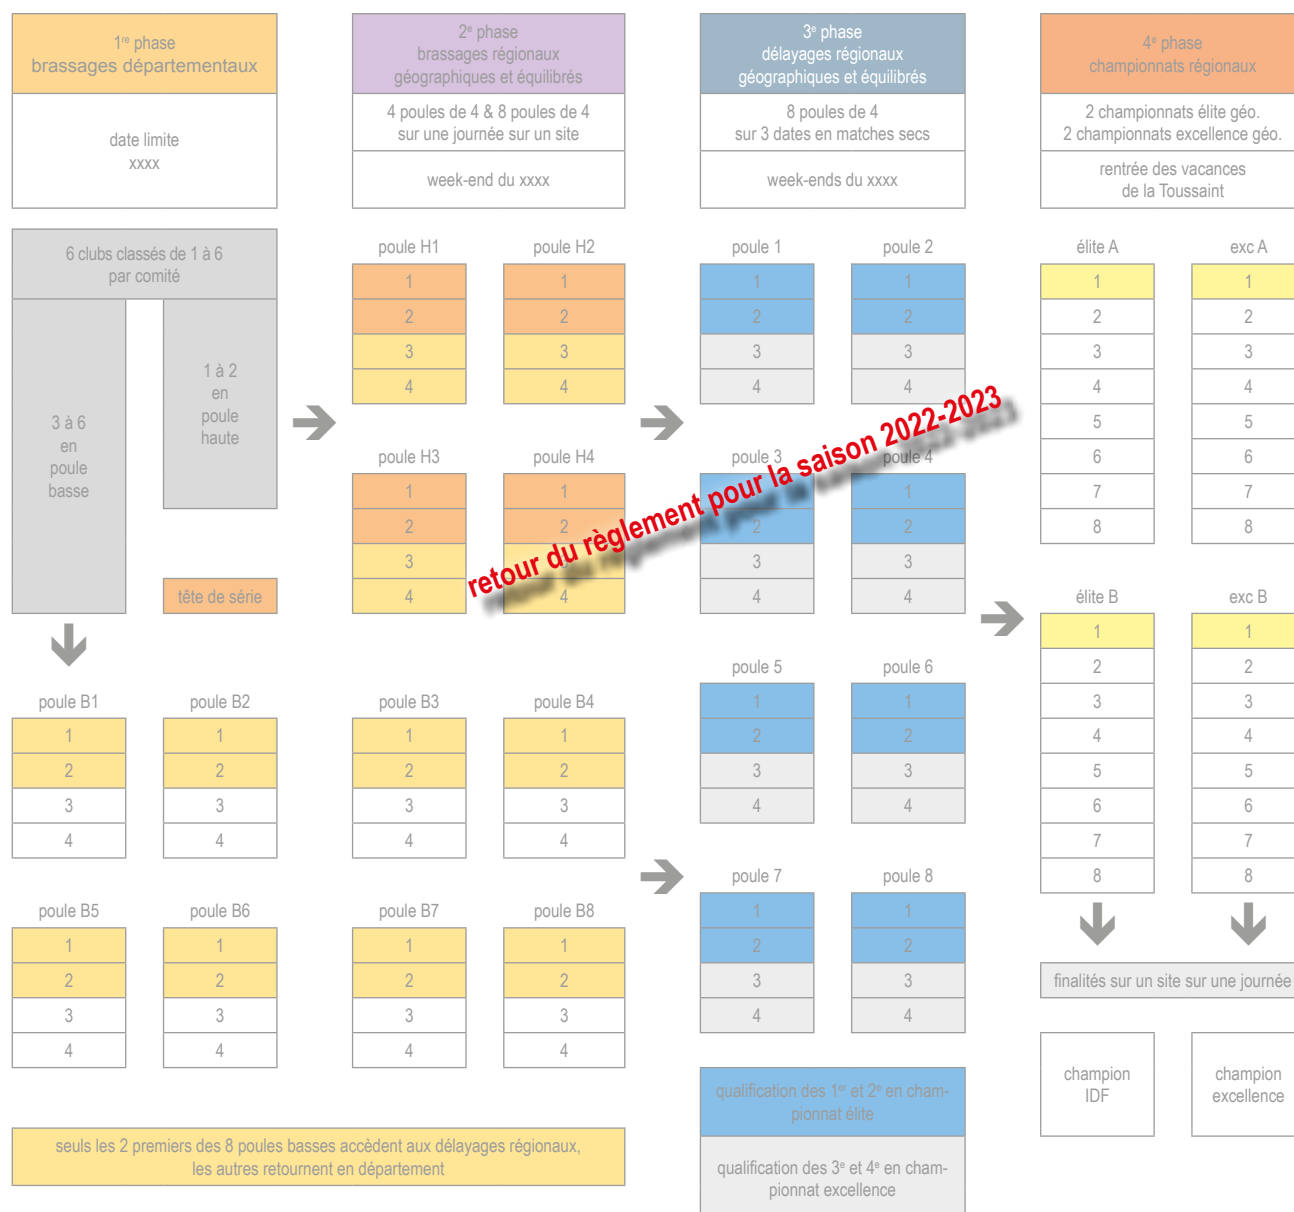 1re phase
brassages départementaux
date limite
xxxx
2e phase
brassages régionaux
géographiques et équilibrés
4 poules de 4 & 8 poules de 4
sur une journée sur un site
week-end du xxxx
3e phase
délayages régionaux
géographiques et équilibrés
8 poules de 4
sur 3 dates en matches secs
week-ends du xxxx
4e phase
championnats régionaux
2 championnats élite géo.
2 championnats excellence géo.
rentrée des vacances
de la Toussaint
6 clubs classés de 1 à 6
par comité
3 à 6
en
poule
basse
1 à 2
en
poule
haute
tête de série
poule H1
1
2
3
4
poule H2
1
2
3
4
poule H3
1
2
3
4
poule H4
1
2
4
poule B1
1
2
3
4
poule B2
1
2
3
4
poule B3
1
2
3
4
poule B4
1
2
3
4
poule B5
1
2
3
4
poule B6
1
2
3
4
poule B7
1
2
3
4
poule B8
1
2
3
4
seuls les 2 premiers des 8 poules basses accèdent aux délayages régionaux,
les autres retournent en département
poule 1
1
2
3
4
poule 2
1
2
3
4
poule 3
1
2
3
4
poule 4
1
2
3
4
poule 5
1
2
3
4
poule 6
1
2
3
4
poule 7
1
2
3
4
poule 8
1
2
3
4
qualification des 1er et 2e en cham-
pionnat élite
qualification des 3e et 4e en cham-
pionnat excellence
élite A
1
2
3
4
5
6
7
8
exc A
1
2
3
4
5
6
7
8
élite B
1
2
3
4
5
6
7
8
exc B
1
2
3
4
5
6
7
8
finalités sur un site sur une journée
champion
IDF
champion
excellence
retour du règlement pour la saison 2022-2023